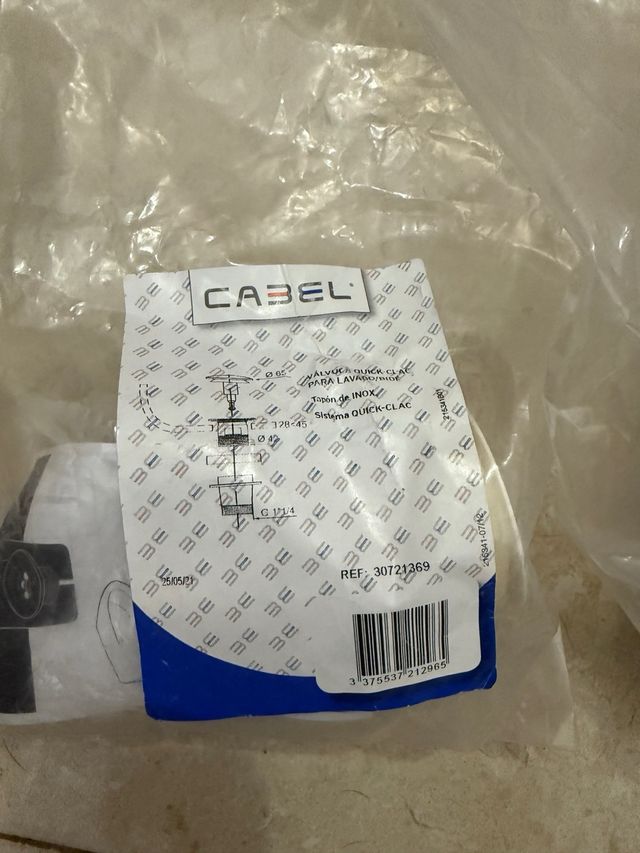 CABEL
VÁLVULA QUICK-CLAC
PARA LAVABO/BIDÉ
Tapón de INOX.
Sistema QUICK-CLAC
Ø 65
Ø 42
G 1"1/4
25/05/21
REF: 30721369
3 375537 212965